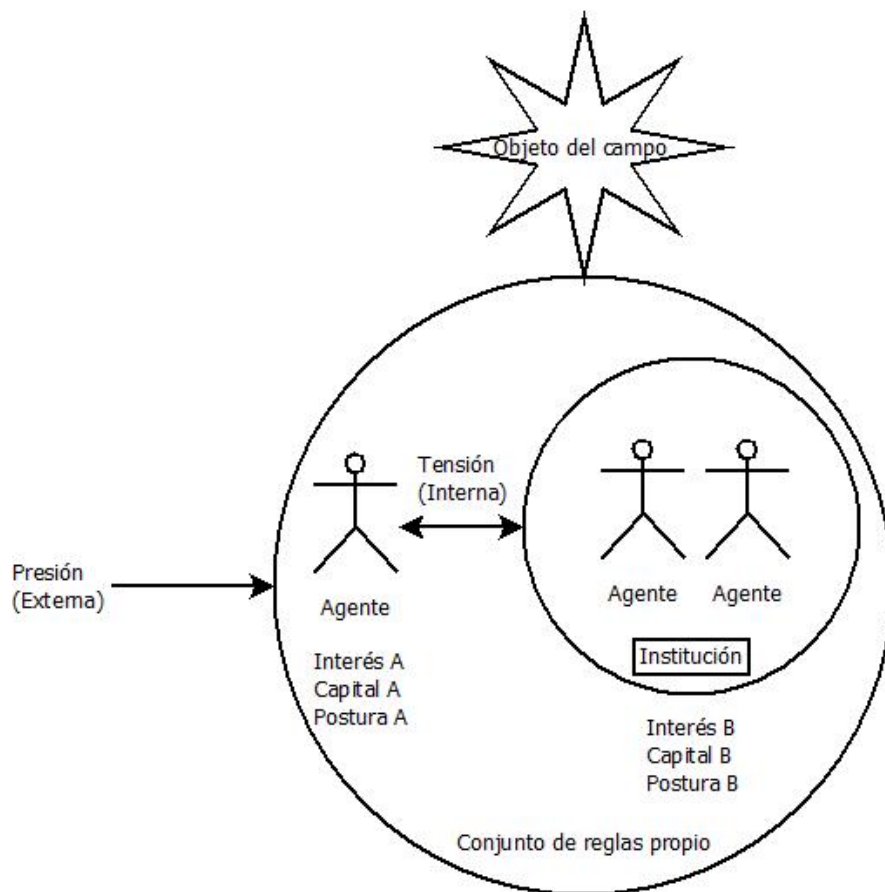 Objeto del campo
Tensión
(Interna)
Presión
(Externa)
Agente
Interés A
Capital A
Postura A
Agente
Agente
Institución
Interés B
Capital B
Postura B
Conjunto de reglas propio